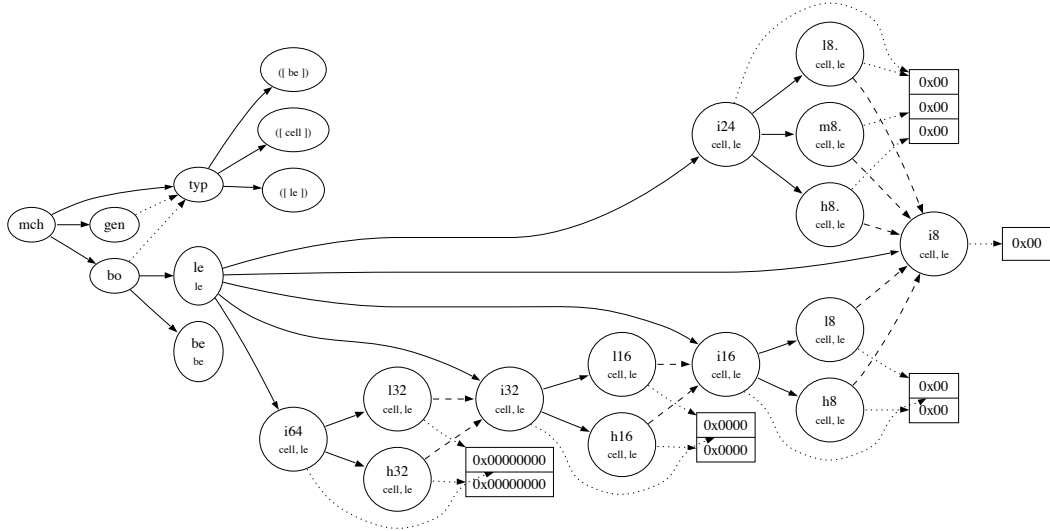 mch
gen
bo
typ
([ be ])
([ cell ])
([ le ])
le
le
be
be
i64
cell, le
l32
cell, le
h32
cell, le
0x00000000
0x00000000
i32
cell, le
l16
cell, le
h16
cell, le
0x0000
0x0000
i16
cell, le
i24
cell, le
l8.
cell, le
m8.
cell, le
h8.
cell, le
0x00
0x00
0x00
l8
cell, le
h8
cell, le
0x00
0x00
i8
cell, le
0x00